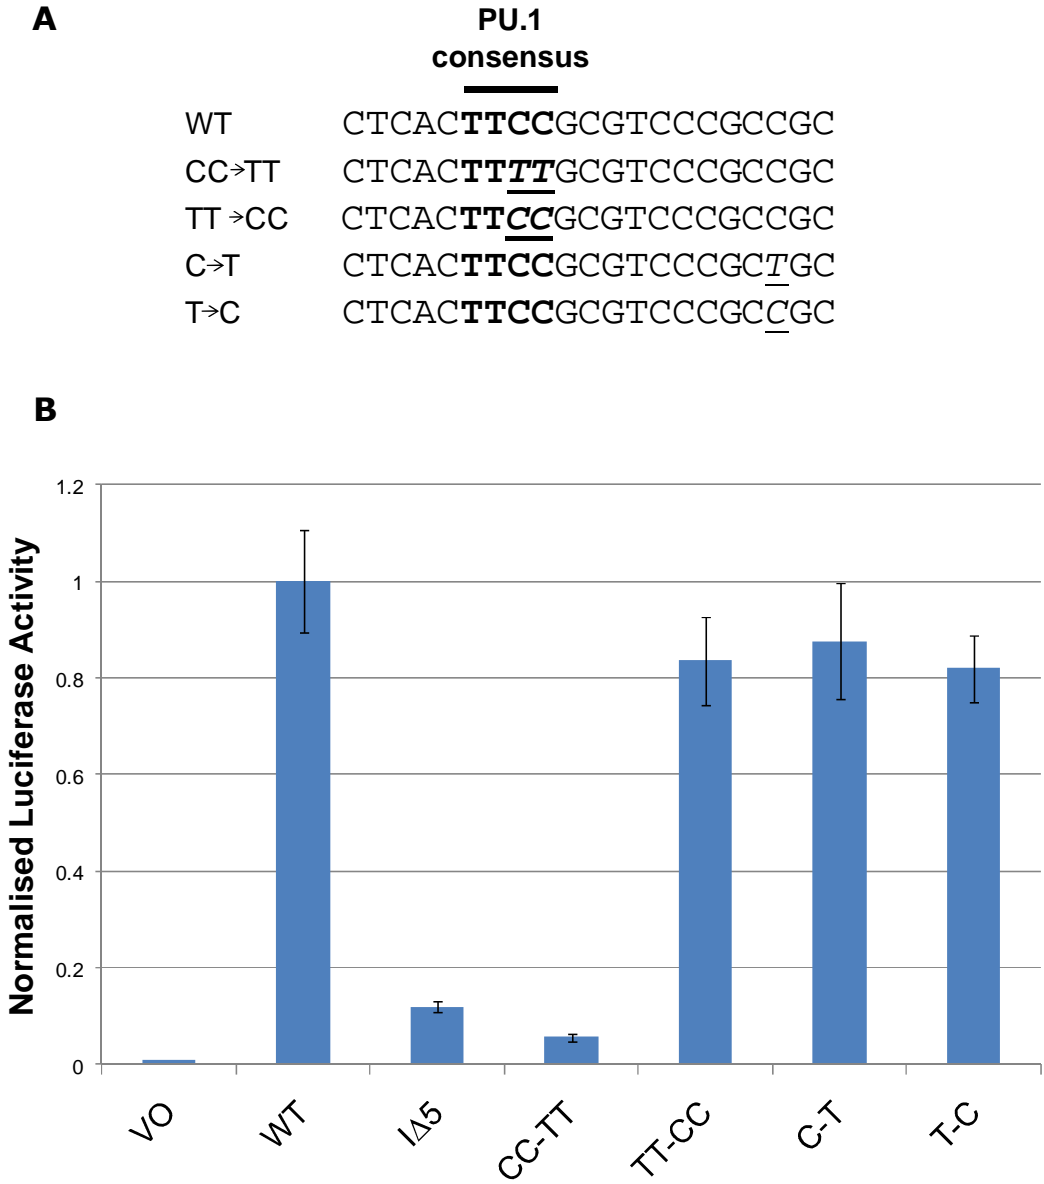 A
PU.1
consensus
WT CTCACTTCCGCGTCCCGCCGC
CC→TT CTCACTTTTGCGTCCCGCCGC
TT →CC CTCACTTCCGCGTCCCGCCGC
C→T CTCACTTCCGCGTCCCGCTGC
T→C CTCACTTCCGCGTCCCGCCGC
B
Normalised Luciferase Activity
1.2
1
0.8
0.6
0.4
0.2
0
VO WT IΔ5 CC-TT TT-CC C-T T-C